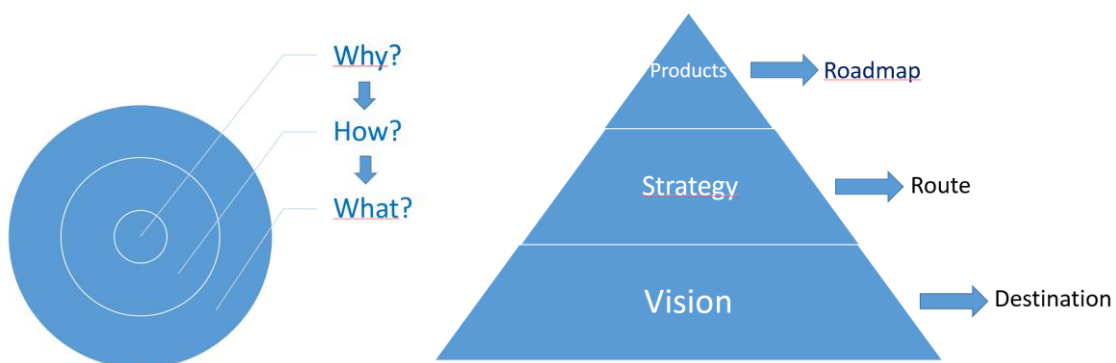 Why?
How?
What?
Products
Roadmap
Strategy
Route
Vision
Destination